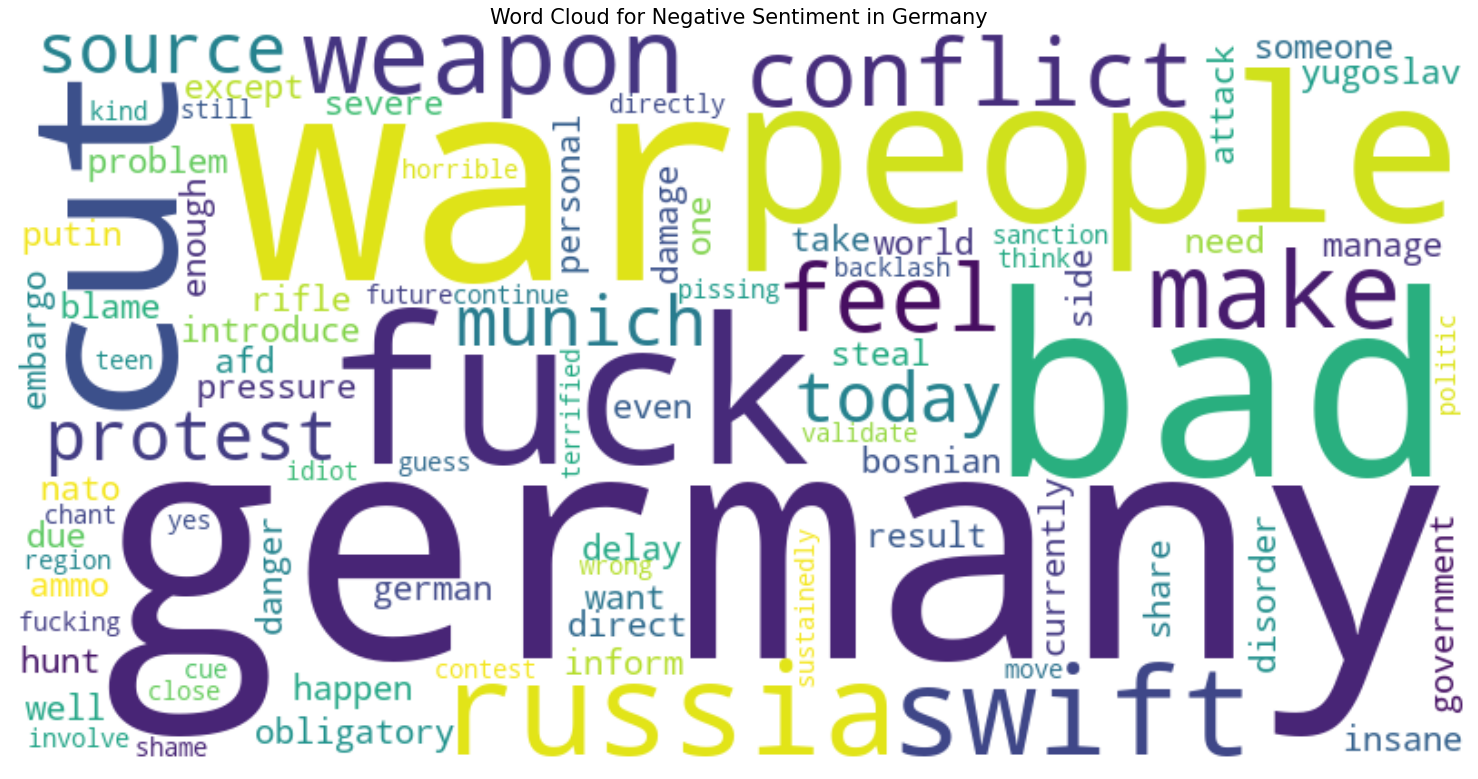 Word Cloud for Negative Sentiment in Germany
source
weapon
conflict
someone
yugoslav
attack
except
kind
still
severe
directly
cut
war
people
problem
horrible
personal
damage
one
enough
putin
take
world
sanction
think
need
manage
backlash
side
embargo
blame
rifle
future
continue
pissing
feel
make
introduce
munich
teen
afd
pressure
fuck
terrified
even
steal
today
validate
bad
politic
protest
idiot
guess
bosnian
nato
chant
yes
due
region
ammo
danger
germany
german
delay
wrong
want
direct
sustainedly
result
currently
share
disorder
government
fucking
hunt
cue
close
contest
inform
move
well
happen
russia
swift
involve
shame
obligatory
insane